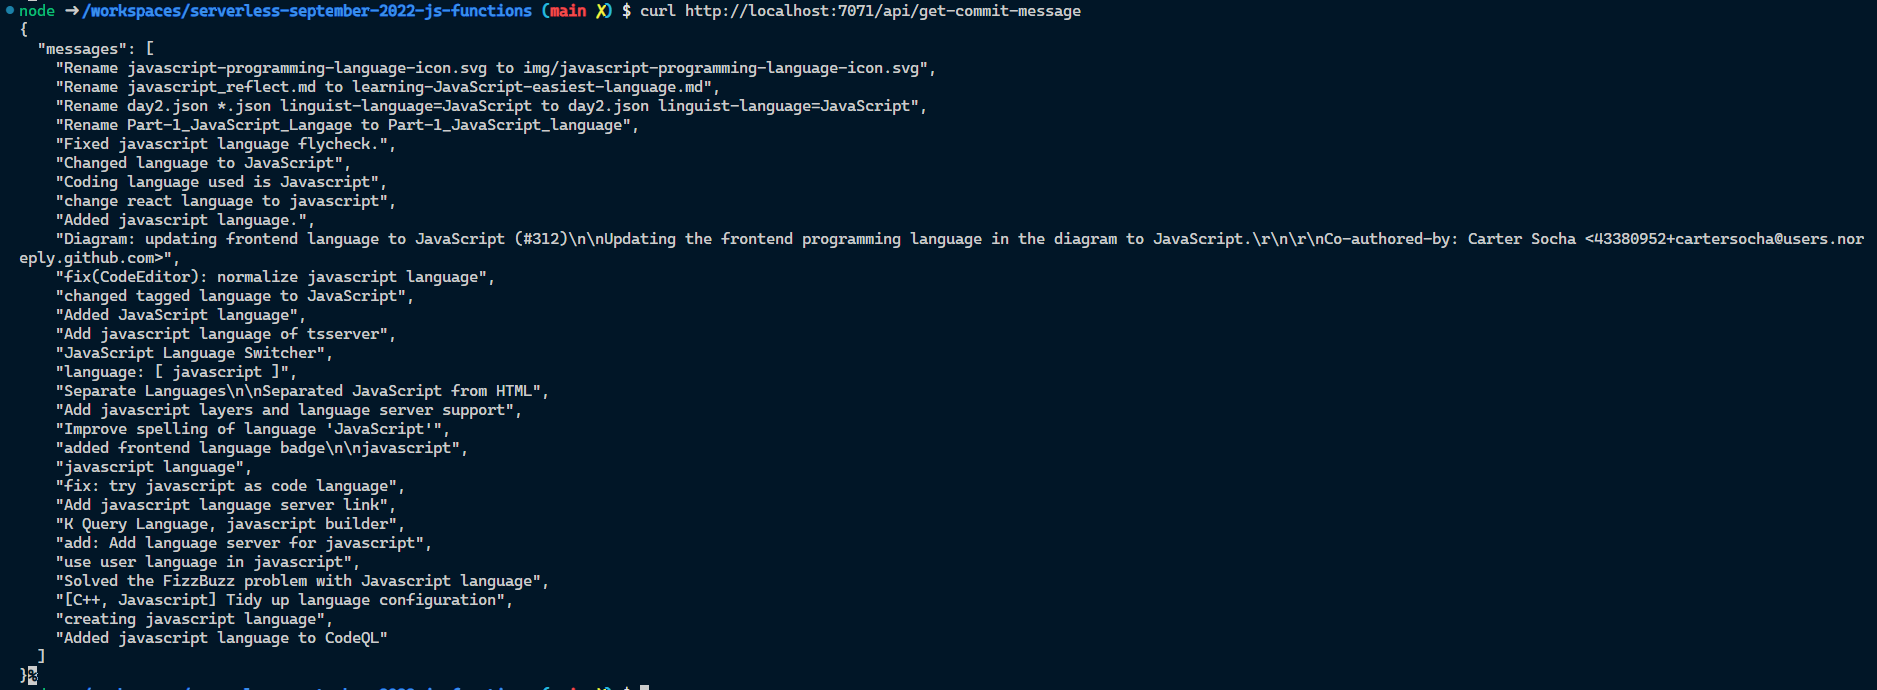 node ➜ /workspaces/serverless-september-2022-js-functions (main ✗) $ curl http://localhost:7071/api/get-commit-message
{
  "messages": [
    "Rename javascript-programming-language-icon.svg to img/javascript-programming-language-icon.svg",
    "Rename javascript_reflect.md to learning-JavaScript-easiest-language.md",
    "Rename day2.json *.json linguist-language=JavaScript to day2.json linguist-language=JavaScript",
    "Rename Part-1_JavaScript_Langage to Part-1_JavaScript_language",
    "Fixed javascript language flycheck.",
    "Changed language to JavaScript",
    "Coding language used is Javascript",
    "change react language to javascript",
    "Added javascript language.",
    "Diagram: updating frontend language to JavaScript (#312)\n\nUpdating the frontend programming language in the diagram to JavaScript.\r\n\r\nCo-authored-by: Carter Socha <43380952+cartersocha@users.nor
eply.github.com>",
    "fix(CodeEditor): normalize javascript language",
    "changed tagged language to JavaScript",
    "Added JavaScript language",
    "Add javascript language of tsserver",
    "JavaScript Language Switcher",
    "language: [ javascript ]",
    "Separate Languages\n\nSeparated JavaScript from HTML",
    "Add javascript layers and language server support",
    "Improve spelling of language 'JavaScript'",
    "added frontend language badge\n\njavascript",
    "javascript language",
    "fix: try javascript as code language",
    "Add javascript language server link",
    "K Query Language, javascript builder",
    "add: Add language server for javascript",
    "use user language in javascript",
    "Solved the FizzBuzz problem with Javascript language",
    "[C++, Javascript] Tidy up language configuration",
    "creating javascript language",
    "Added javascript language to CodeQL"
  ]
}%